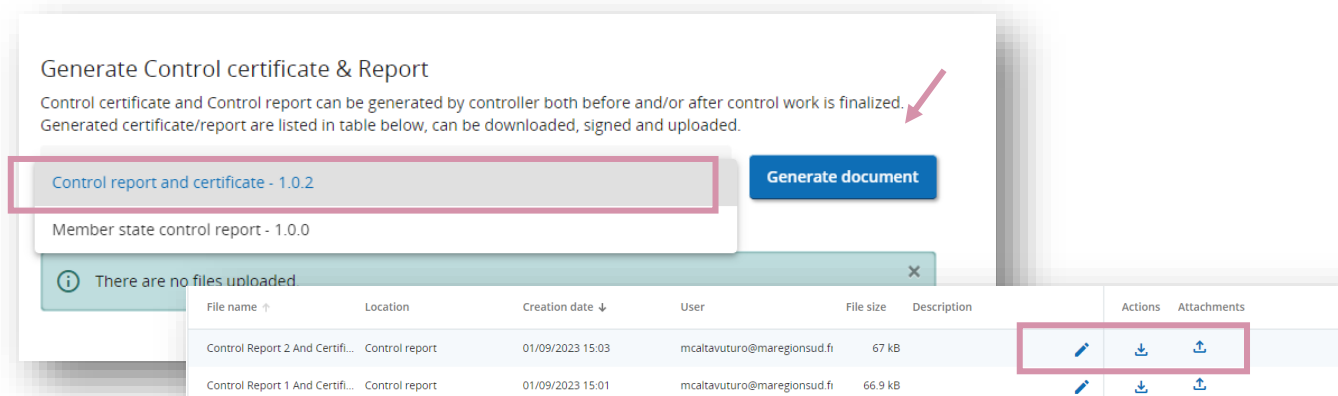 Generate Control certificate & Report
Control certificate and Control report can be generated by controller both before and/or after control work is finalized.
Generated certificate/report are listed in table below, can be downloaded, signed and uploaded.
Control report and certificate - 1.0.2
Generate document
Member state control report - 1.0.0
There are no files uploaded
File name Location Creation date User File size Description Actions Attachments
Control Report 2 And Certifi... Control report 01/09/2023 15:03 mcaltavuturo@maregionsud.fr 67 kB
Control Report 1 And Certifi... Control report 01/09/2023 15:01 mcaltavuturo@maregionsud.fr 66.9 kB